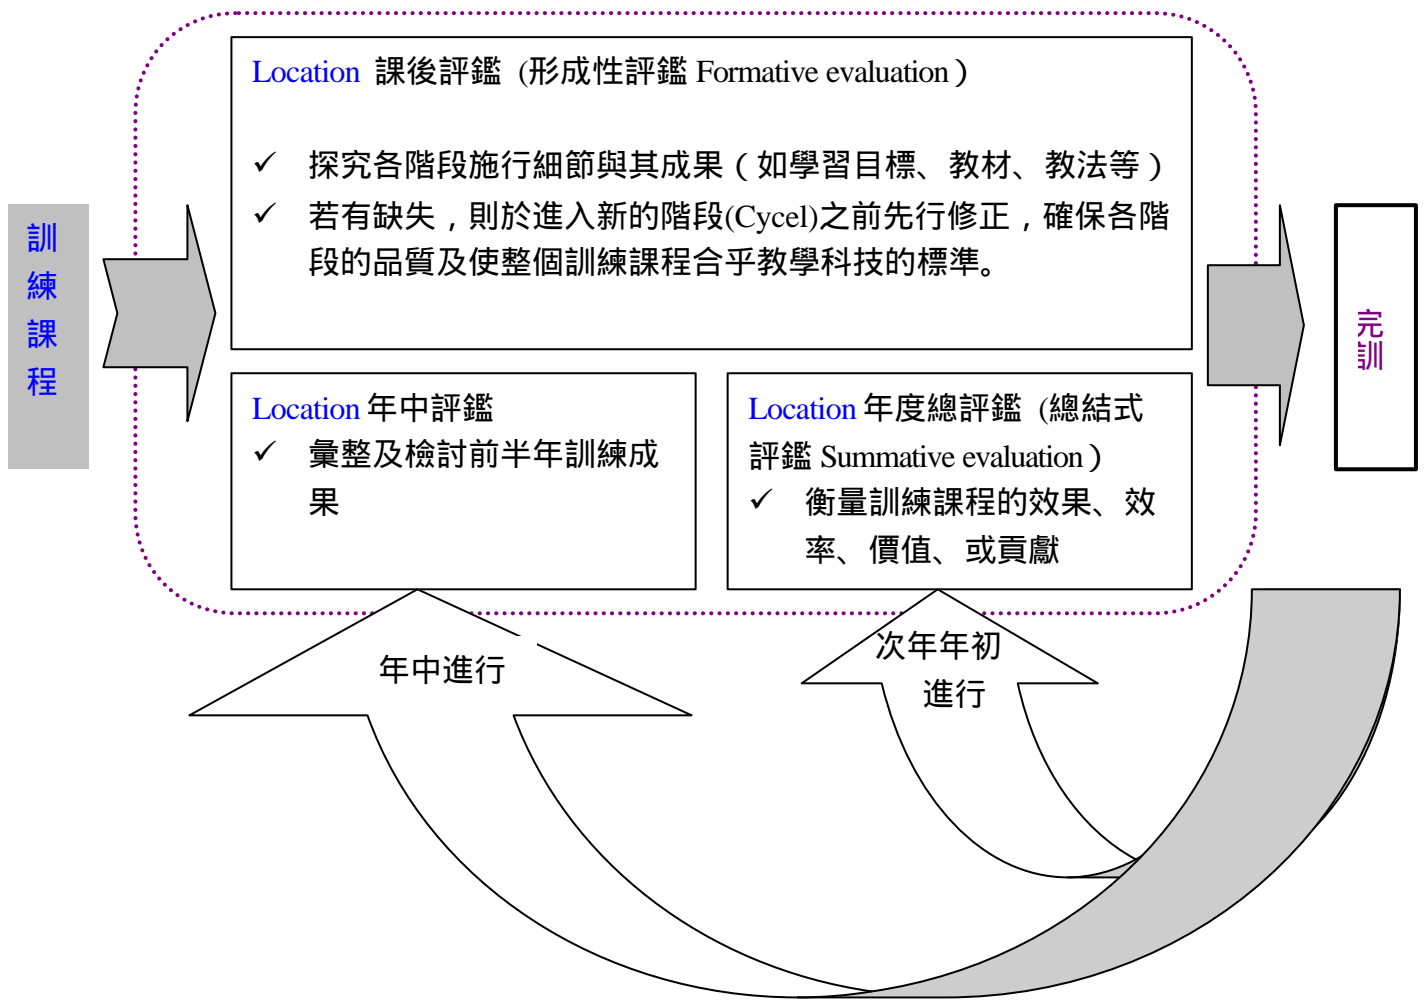 訓練課程
Location 課後評鑑 (形成性評鑑 Formative evaluation）
✓ 探究各階段施行細節與其成果（如學習目標、教材、教法等）
✓ 若有缺失，則於進入新的階段(Cycel)之前先行修正，確保各階
段的品質及使整個訓練課程合乎教學科技的標準。
Location 年中評鑑
✓ 彙整及檢討前半年訓練成
果
Location 年度總評鑑 (總結式
評鑑 Summative evaluation）
✓ 衡量訓練課程的效果、效
率、價值、或貢獻
完訓
年中進行
次年年初
進行